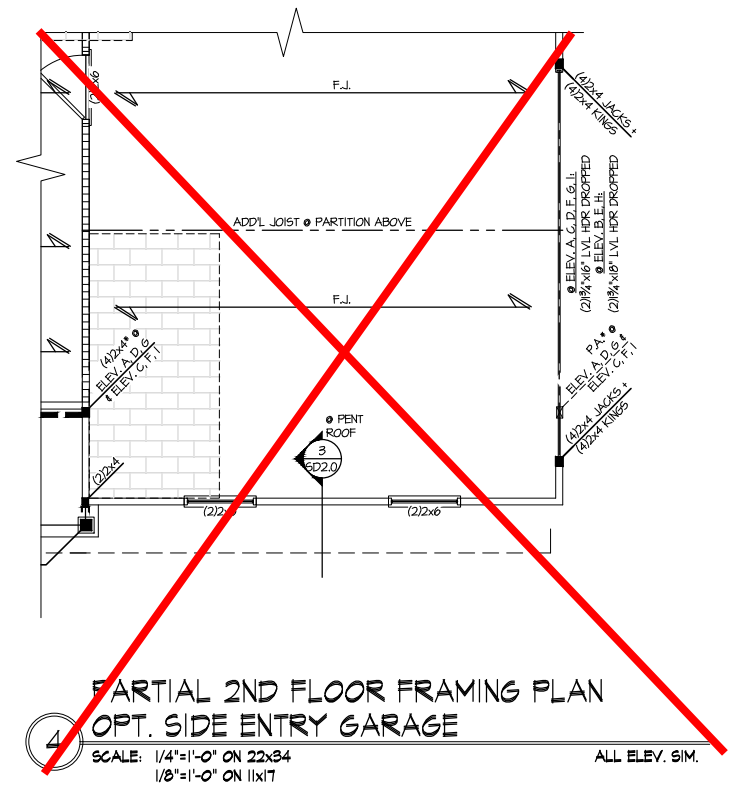 (2)2x6
F.J.
(4)2x4 JACKS +
(4)2x4 KINGS
ADD'L JOIST @ PARTITION ABOVE
@ ELEV. A, C, D, F, G, I:
(2)1¾"x16" LVL HDR DROPPED
@ ELEV. B, E, H:
(2)1¾"x18" LVL HDR DROPPED
F.J.
(4)2x4" @
ELEV. A, D, G
& ELEV. C, F, I
P.A." @
ELEV. A, D, G &
ELEV. C, F, I
(4)2x4 JACKS +
(4)2x4 KINGS
@ PENT
ROOF
3
SD2.0
(2)2x4
(2)2x6
(2)2x6
PARTIAL 2ND FLOOR FRAMING PLAN
OPT. SIDE ENTRY GARAGE
4
SCALE: 1/4"=1'-0" ON 22x34
1/8"=1'-0" ON 11x17
ALL ELEV. SIM.